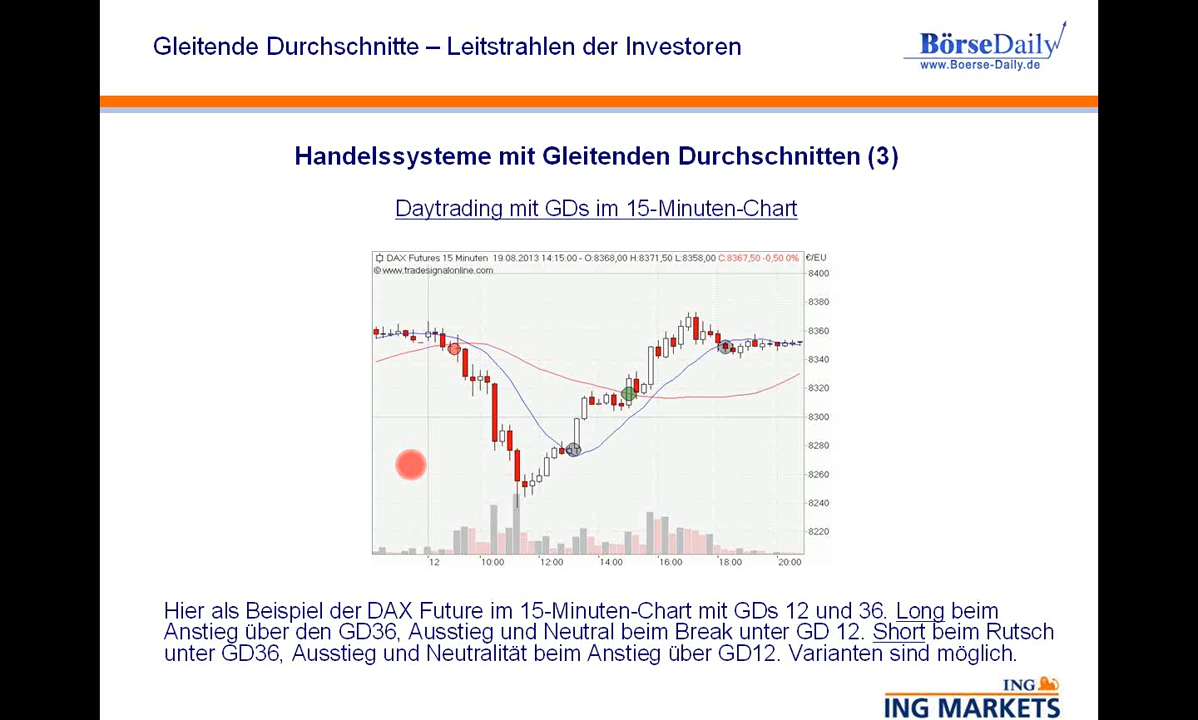 Gleitende Durchschnitte – Leitstrahlen der Investoren
BörseDaily
www.Boerse-Daily.de
Handelssysteme mit Gleitenden Durchschnitten (3)
Daytrading mit GDs im 15-Minuten-Chart
DAX Futures 15 Minuten 19.08.2013 14:15:00 - O:8368,00 H:8371,50 L:8358,00 C:8367,50 -0,50 0% €/EU
© www.tradesignalonline.com
8400
8380
8360
8340
8320
8300
8280
8260
8240
8220
12 10:00 12:00 14:00 16:00 18:00 20:00
Hier als Beispiel der DAX Future im 15-Minuten-Chart mit GDs 12 und 36. Long beim
Anstieg über den GD36, Ausstieg und Neutral beim Break unter GD 12. Short beim Rutsch
unter GD36, Ausstieg und Neutralität beim Anstieg über GD12. Varianten sind möglich.
ING
ING MARKETS